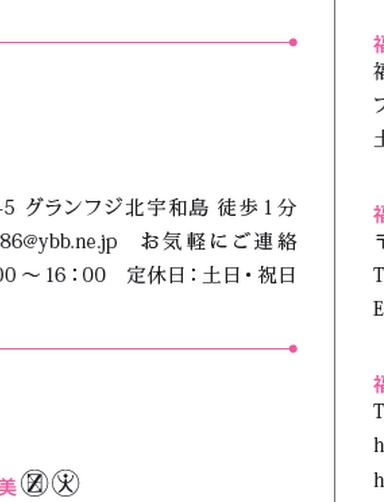 -5 グランフジ北宇和島 徒歩1分
86@ybb.ne.jp　お気軽にご連絡
00～16：00　定休日：土日・祝日
美
福
福
フ
土
福
〒
T
E
福
T
h
h